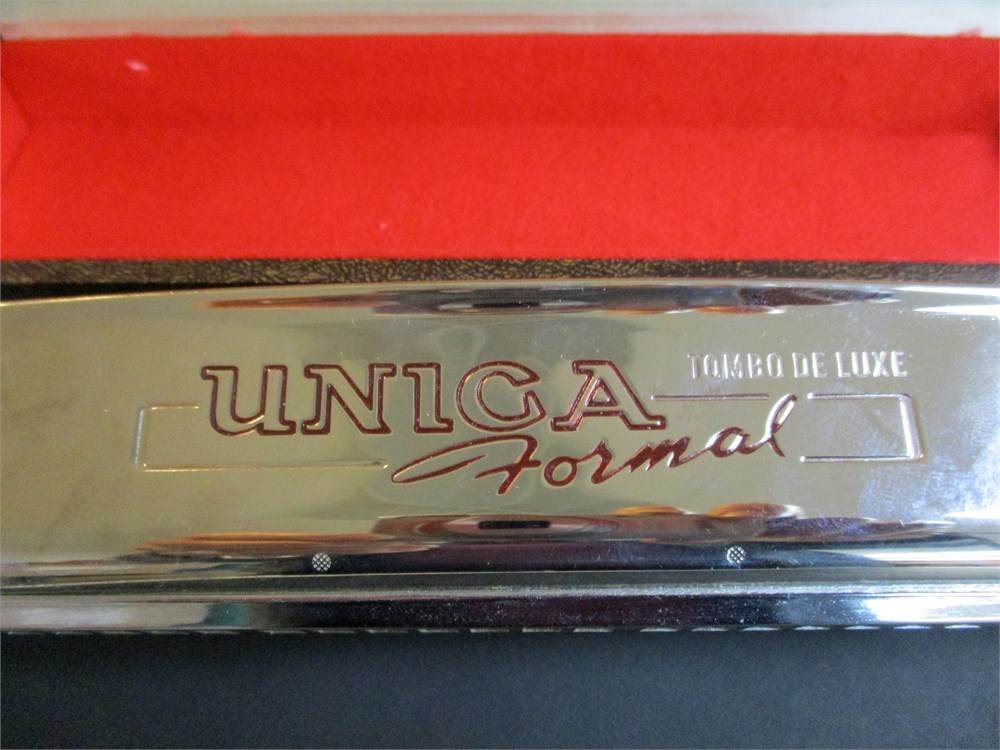 UNICA
TOMBO DE LUXE
Formal